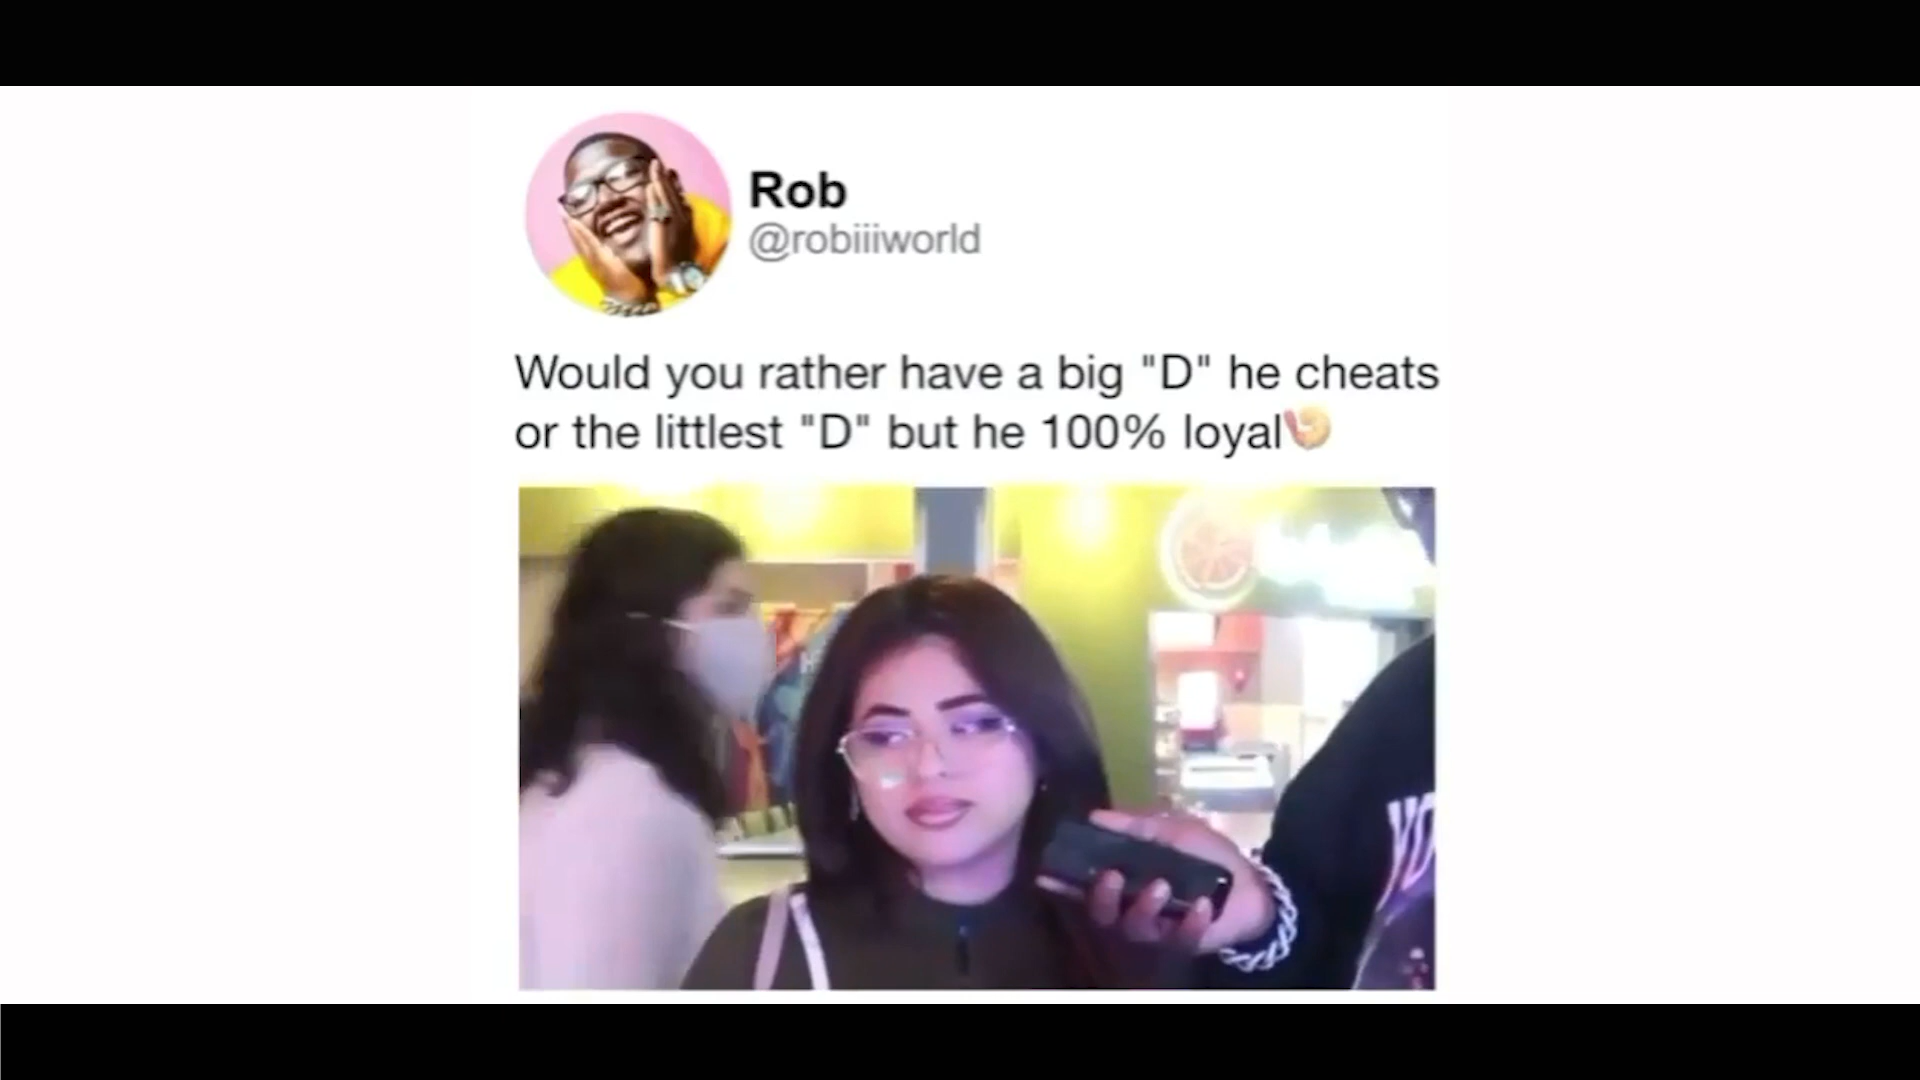 Rob
@robiiiworld
Would you rather have a big "D" he cheats
or the littlest "D" but he 100% loyal🍤